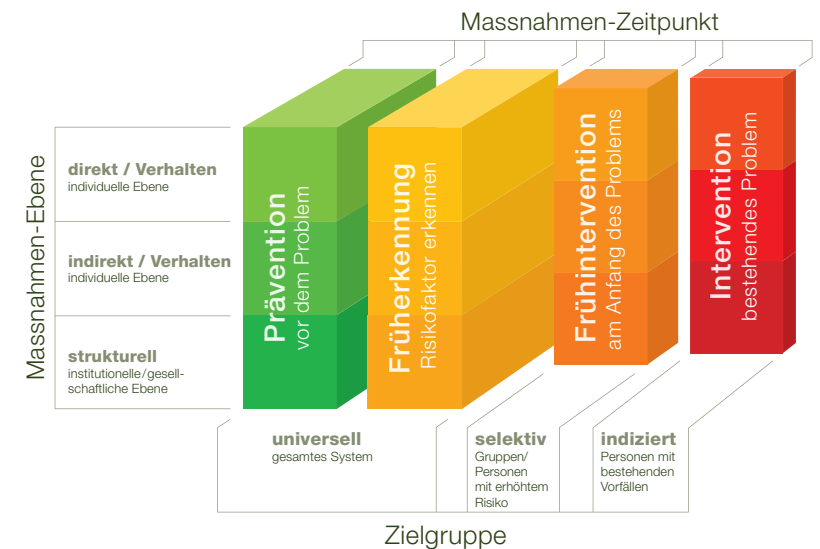 Massnahmen-Zeitpunkt
Massnahmen-Ebene
direkt / Verhalten
individuelle Ebene
indirekt / Verhalten
individuelle Ebene
strukturell
institutionelle/gesell-
schaftliche Ebene
Prävention
vor dem Problem
Früherkennung
Risikofaktor erkennen
Frühintervention
am Anfang des Problems
Intervention
bestehendes Problem
universell
gesamtes System
selektiv
Gruppen/
Personen
mit erhöhtem
Risiko
indiziert
Personen mit
bestehenden
Vorfällen
Zielgruppe